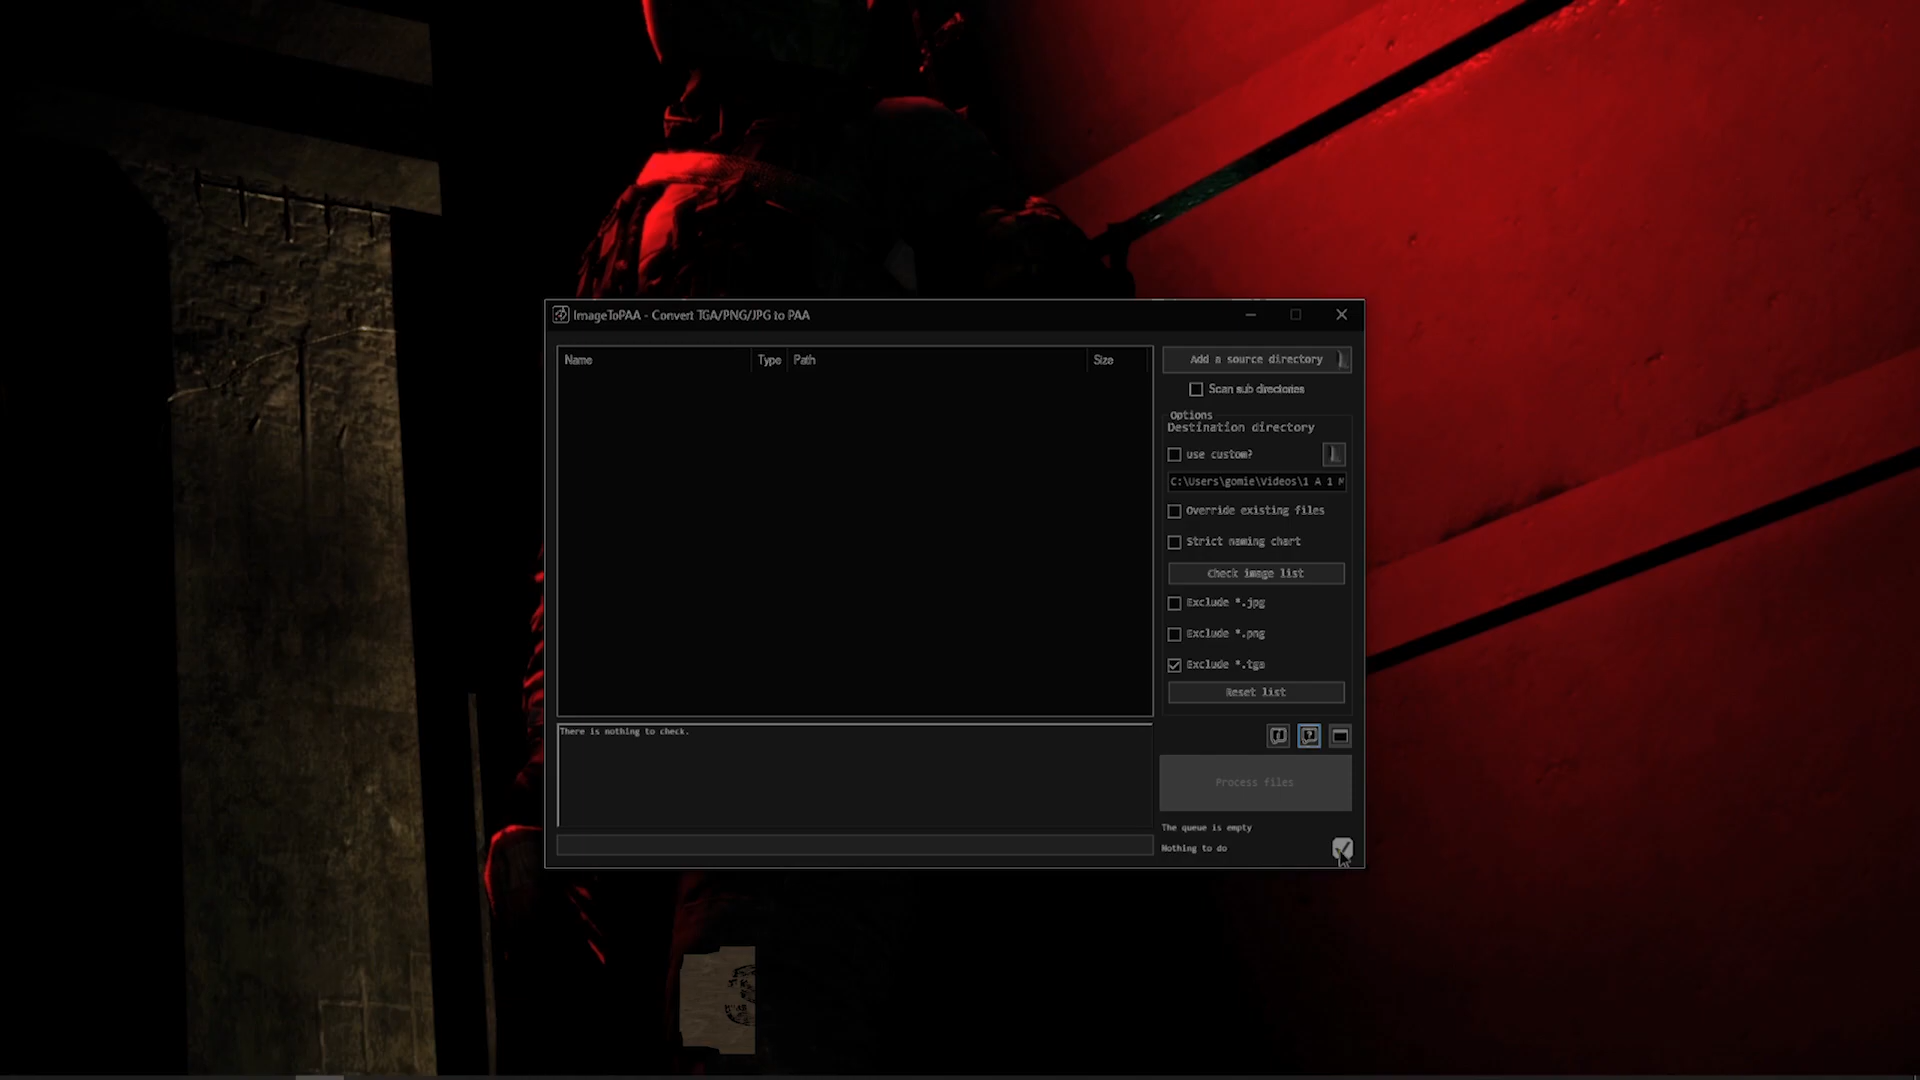 ImageToPAA - Convert TGA/PNG/JPG to PAA
Name Type Path Size
Add a source directory
Scan sub directories
Options
Destination directory
use custom?
C:\Users\gomie\Videos\1 A 1 M
Override existing files
Strict naming chart
Check image list
Exclude *.jpg
Exclude *.png
Exclude *.tga
Reset list
There is nothing to check.
Process files
The queue is empty
Nothing to do